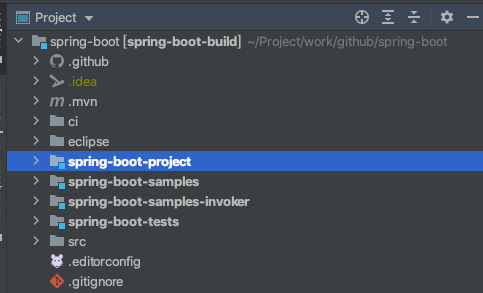 Project
spring-boot [spring-boot-build] ~/Project/work/github/spring-boot
.github
.idea
.mvn
ci
eclipse
spring-boot-project
spring-boot-samples
spring-boot-samples-invoker
spring-boot-tests
src
.editorconfig
.gitignore